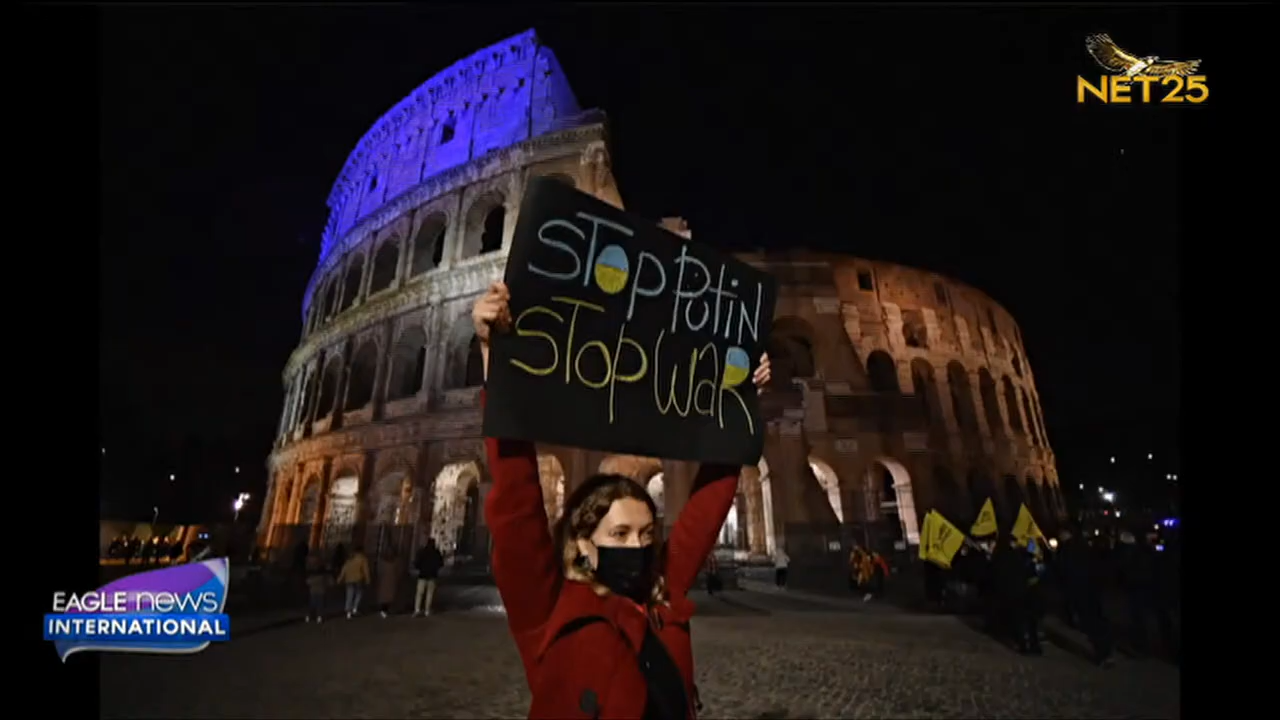 NET25
STOP PUTIN
STOP WAR
EAGLE NEWS
INTERNATIONAL